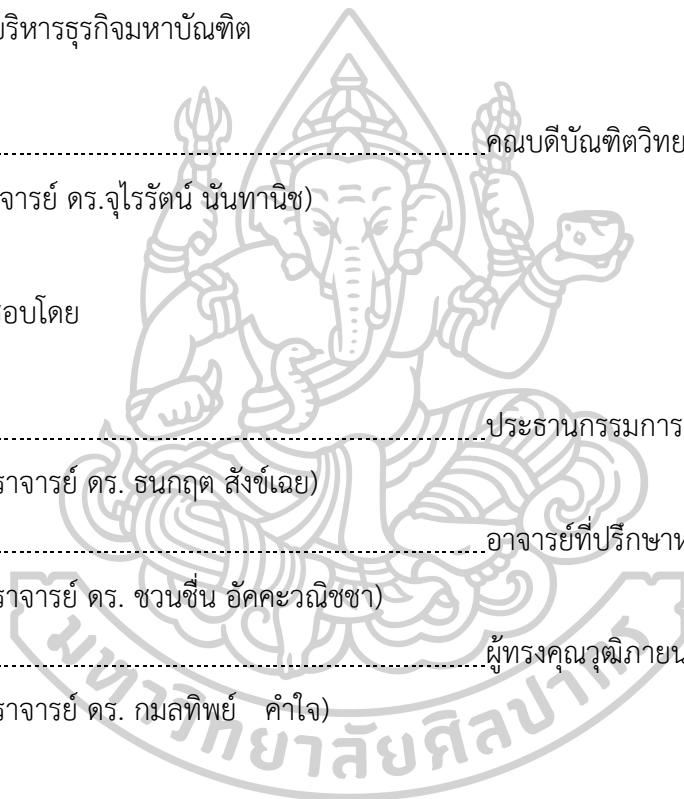 บริหารธุรกิจมหาบัณฑิต
คณบดีบัณฑิตวิทย
จารย์ ดร.จุไรรัตน์ นันทานิช)
สอบโดย
ประธานกรรมการ
ราจารย์ ดร. ธนกฤต สังข์เฉย)
อาจารย์ที่ปรึกษาห
ราจารย์ ดร. ชวนชื่น อัคคะวณิชชา)
ผู้ทรงคุณวุฒิภายน
ราจารย์ ดร. กมลทิพย์ คำใจ)
มหาวิทยาลัยศิลปากร